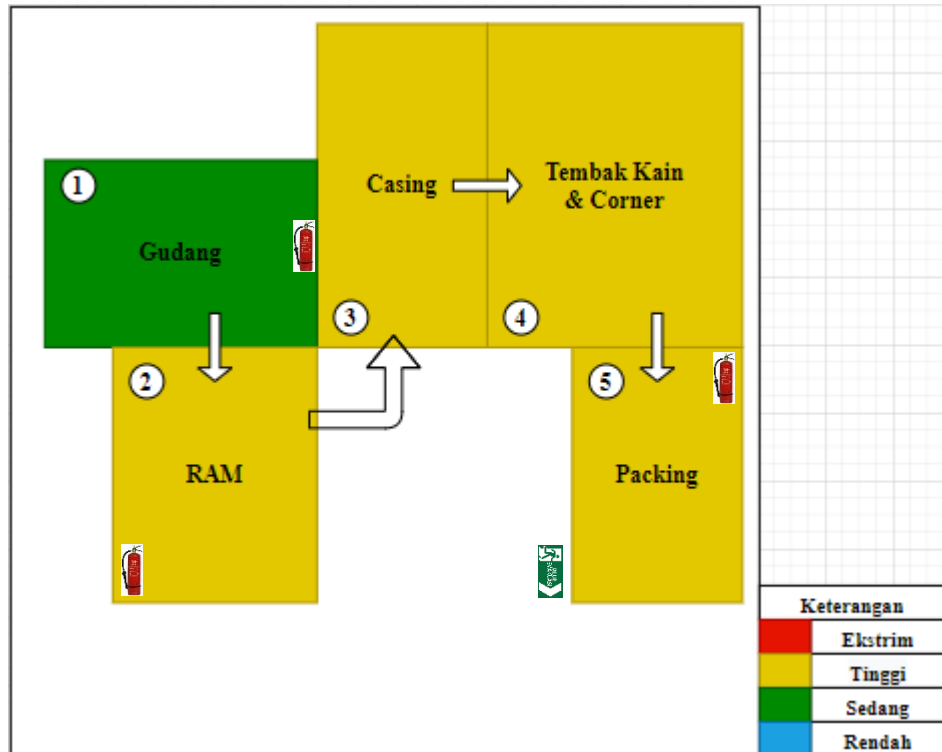 1
Gudang
Casing
Tembak Kain
& Corner
3
4
2
RAM
5
Packing
Keterangan
Ekstrim
Tinggi
Sedang
Rendah